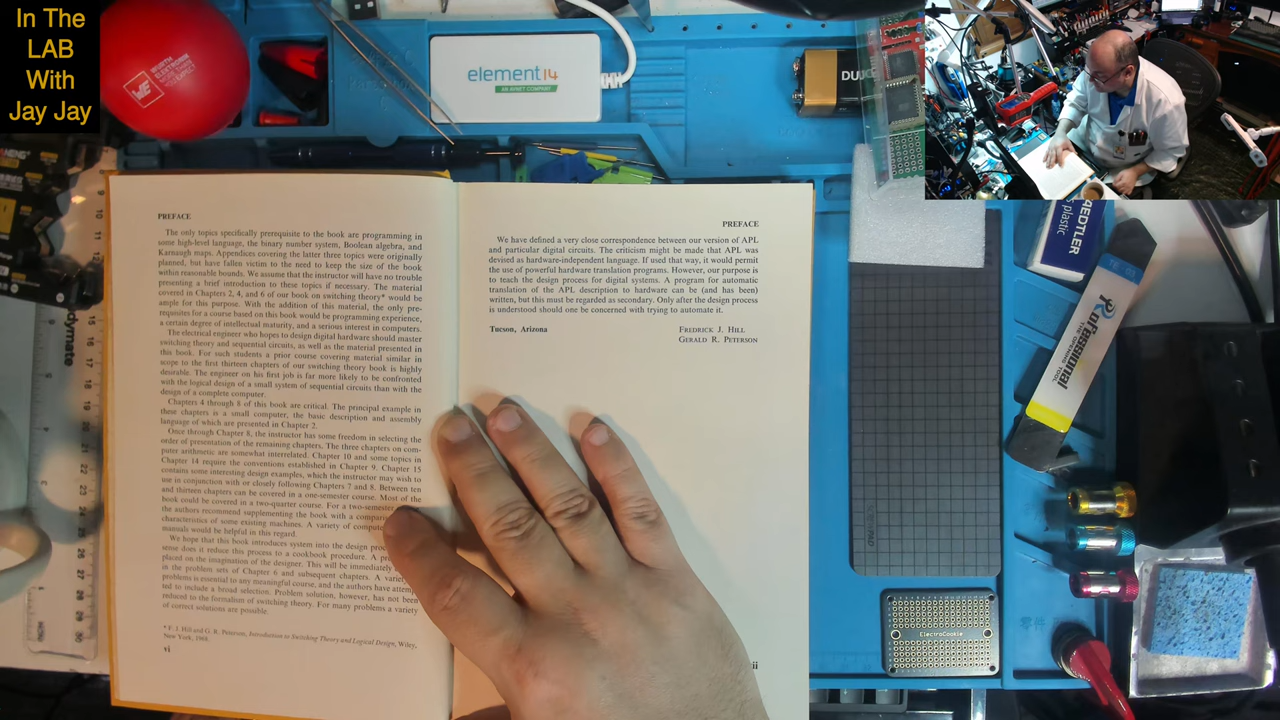 In The
LAB
With
Jay Jay
WE
WÜRTH
ELEKTRONIK
element14
AN AVNET COMPANY
DU
AEDTLER
plastic
Professional
TOOL
ElectroCookie
dymate
PREFACE
The only topics specifically prerequisite to the book are programming in
some high-level language, the binary number system, Boolean algebra, and
Karnaugh maps. Appendices covering the latter three topics were originally
planned, but have fallen victim to the need to keep the size of the book
within reasonable bounds. We assume that the instructor will have no trouble
presenting a brief introduction to these topics if necessary. The material
covered in Chapters 2, 4, and 6 of our book on switching theory* would be
ample for this purpose. With the addition of this material, the only pre-
requisites for a course based on this book would be programming experience,
a certain degree of intellectual maturity, and a serious interest in computers.
The electrical engineer who hopes to design digital hardware should master
switching theory and sequential circuits, as well as the material presented in
this book. For such students a prior course covering material similar in
scope to the first thirteen chapters of our switching theory book is highly
desirable. The engineer on his first job is far more likely to be confronted
with the logical design of a small system of sequential circuits than with the
design of a complete computer.
Chapters 4 through 8 of this book are critical. The principal example in
these chapters is a small computer, the basic description and assembly
language of which are presented in Chapter 2.
Once through Chapter 8, the instructor has some freedom in selecting the
order of presentation of the remaining chapters. The three chapters on com-
puter arithmetic are somewhat interrelated. Chapter 10 and some topics in
Chapter 14 require the conventions established in Chapter 9. Chapter 15
contains some interesting design examples, which the instructor may wish to
use in conjunction with or closely following Chapters 7 and 8. Between ten
and thirteen chapters can be covered in a one-semester course. Most of the
book could be covered in a two-quarter course. For a two-semester
the authors recommend supplementing the book with a
characteristics of some existing machines. A variety of
manuals would be helpful in this regard.
We hope that this book introduces system into the design
sense does it reduce this process to a cookbook procedure. A
placed on the imagination of the designer. This will be immediately
in the problem sets of Chapter 6 and subsequent chapters. A
problems is essential to any meaningful course, and the authors have
ted to include a broad selection. Problem solution, however, has not been
reduced to the formalism of switching theory. For many problems a variety
of correct solutions are possible.
* F. J. Hill and G. R. Peterson, Introduction to Switching Theory and Logical Design, Wiley,
New York, 1968.
vi
PREFACE
We have defined a very close correspondence between our version of APL
and particular digital circuits. The criticism might be made that APL was
devised as hardware-independent language. If used that way, it would permit
the use of powerful hardware translation programs. However, our purpose is
to teach the design process for digital systems. A program for automatic
translation of the APL description to hardware can be (and has been)
written, but this must be regarded as secondary. Only after the design process
is understood should one be concerned with trying to automate it.
Tucson, Arizona FREDRICK J. HILL
GERALD R. PETERSON
ii